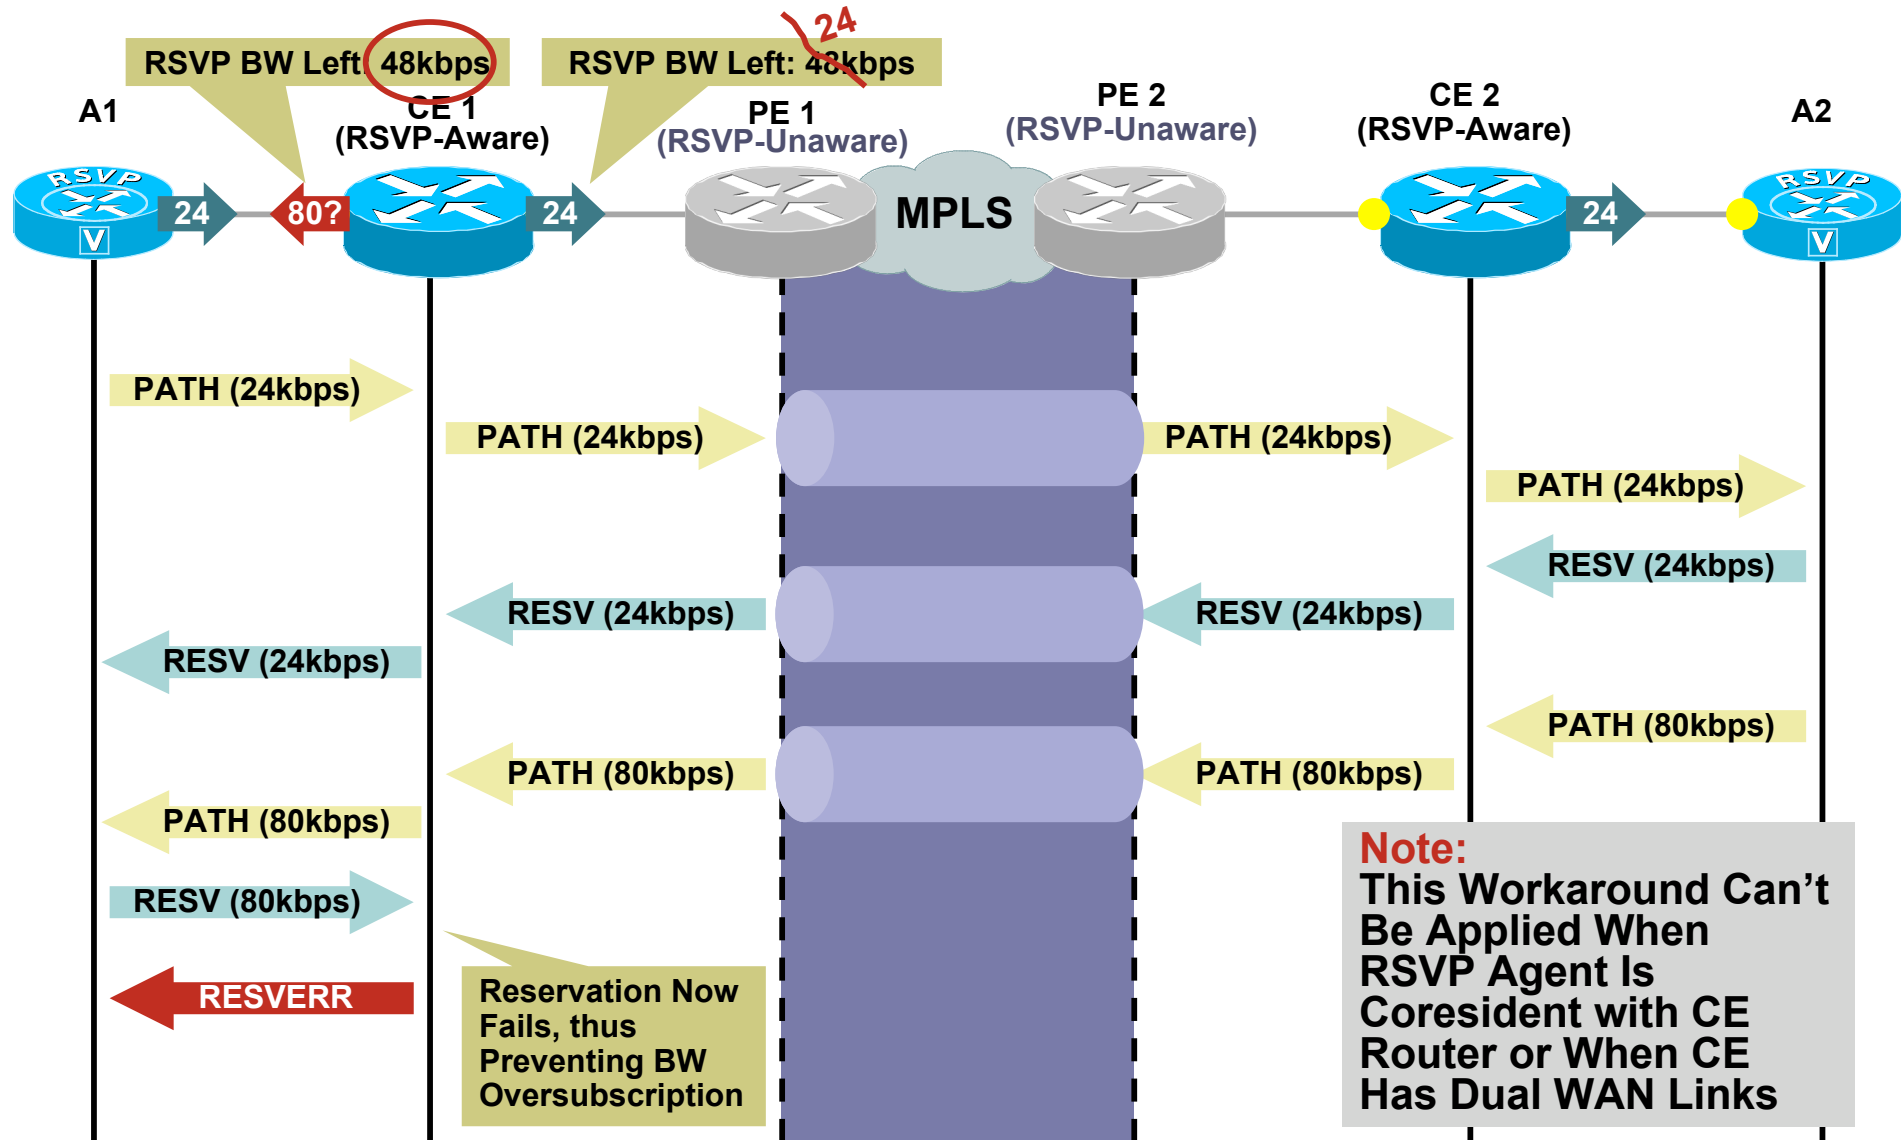 24
RSVP BW Left: 48kbps
RSVP BW Left: 48kbps
A1
CE 1
(RSVP-Aware)
PE 1
(RSVP-Unaware)
PE 2
(RSVP-Unaware)
CE 2
(RSVP-Aware)
A2
RSVP
V
24
80?
24
MPLS
24
RSVP
V
PATH (24kbps)
PATH (24kbps)
PATH (24kbps)
PATH (24kbps)
RESV (24kbps)
RESV (24kbps)
RESV (24kbps)
RESV (24kbps)
PATH (80kbps)
PATH (80kbps)
PATH (80kbps)
PATH (80kbps)
RESV (80kbps)
RESVERR
Reservation Now
Fails, thus
Preventing BW
Oversubscription
Note:
This Workaround Can’t
Be Applied When
RSVP Agent Is
Coresident with CE
Router or When CE
Has Dual WAN Links